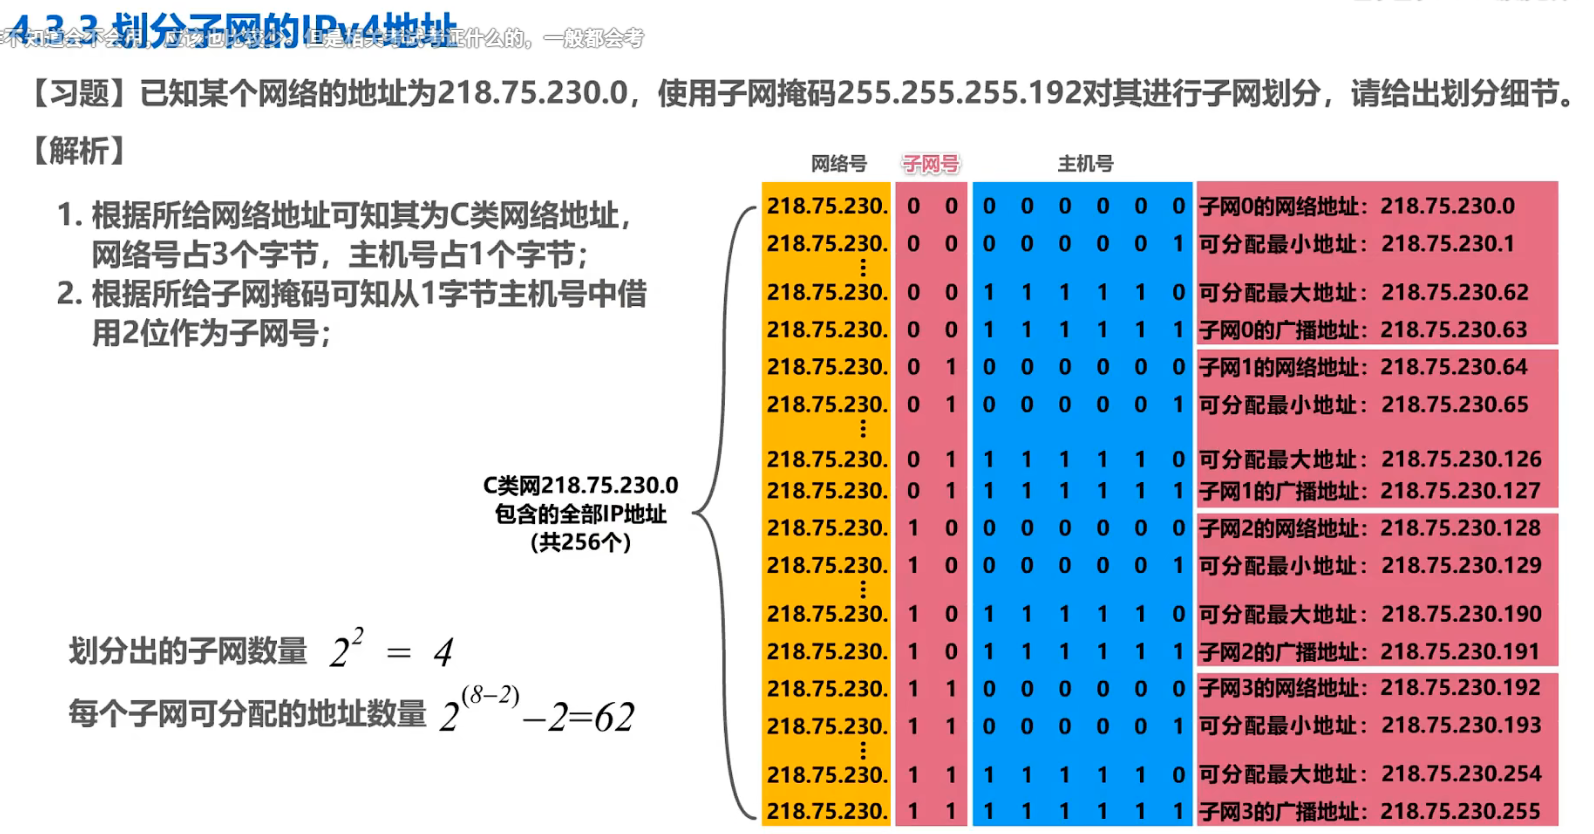 4.3.3 划分子网的IPv4地址
不知道会不会用，应该也比较少。但是相关考试考证什么的，一般都会考
【习题】已知某个网络的地址为218.75.230.0，使用子网掩码255.255.255.192对其进行子网划分，请给出划分细节。
【解析】
1. 根据所给网络地址可知其为C类网络地址，
网络号占3个字节，主机号占1个字节；
2. 根据所给子网掩码可知从1字节主机号中借
用2位作为子网号；
划分出的子网数量 2^2 = 4
每个子网可分配的地址数量 2^(8-2) –2=62
C类网218.75.230.0
包含的全部IP地址
（共256个）
网络号 子网号 主机号
218.75.230. 0 0 0 0 0 0 0 0 子网0的网络地址：218.75.230.0
218.75.230. 0 0 0 0 0 0 0 1 可分配最小地址：218.75.230.1
⋮
218.75.230. 0 0 1 1 1 1 1 0 可分配最大地址：218.75.230.62
218.75.230. 0 0 1 1 1 1 1 1 子网0的广播地址：218.75.230.63
218.75.230. 0 1 0 0 0 0 0 0 子网1的网络地址：218.75.230.64
218.75.230. 0 1 0 0 0 0 0 1 可分配最小地址：218.75.230.65
⋮
218.75.230. 0 1 1 1 1 1 1 0 可分配最大地址：218.75.230.126
218.75.230. 0 1 1 1 1 1 1 1 子网1的广播地址：218.75.230.127
218.75.230. 1 0 0 0 0 0 0 0 子网2的网络地址：218.75.230.128
218.75.230. 1 0 0 0 0 0 0 1 可分配最小地址：218.75.230.129
⋮
218.75.230. 1 0 1 1 1 1 1 0 可分配最大地址：218.75.230.190
218.75.230. 1 0 1 1 1 1 1 1 子网2的广播地址：218.75.230.191
218.75.230. 1 1 0 0 0 0 0 0 子网3的网络地址：218.75.230.192
218.75.230. 1 1 0 0 0 0 0 1 可分配最小地址：218.75.230.193
⋮
218.75.230. 1 1 1 1 1 1 1 0 可分配最大地址：218.75.230.254
218.75.230. 1 1 1 1 1 1 1 1 子网3的广播地址：218.75.230.255